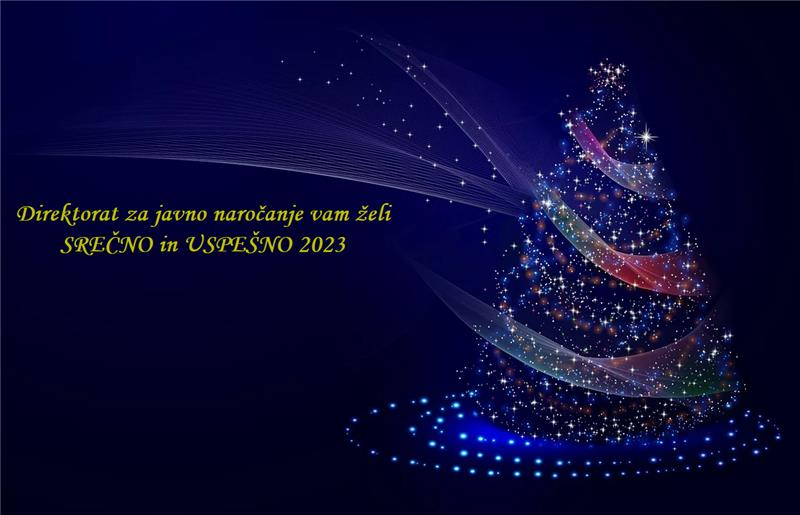 Direktorat za javno naročanje vam želi
SREČNO in USPEŠNO 2023